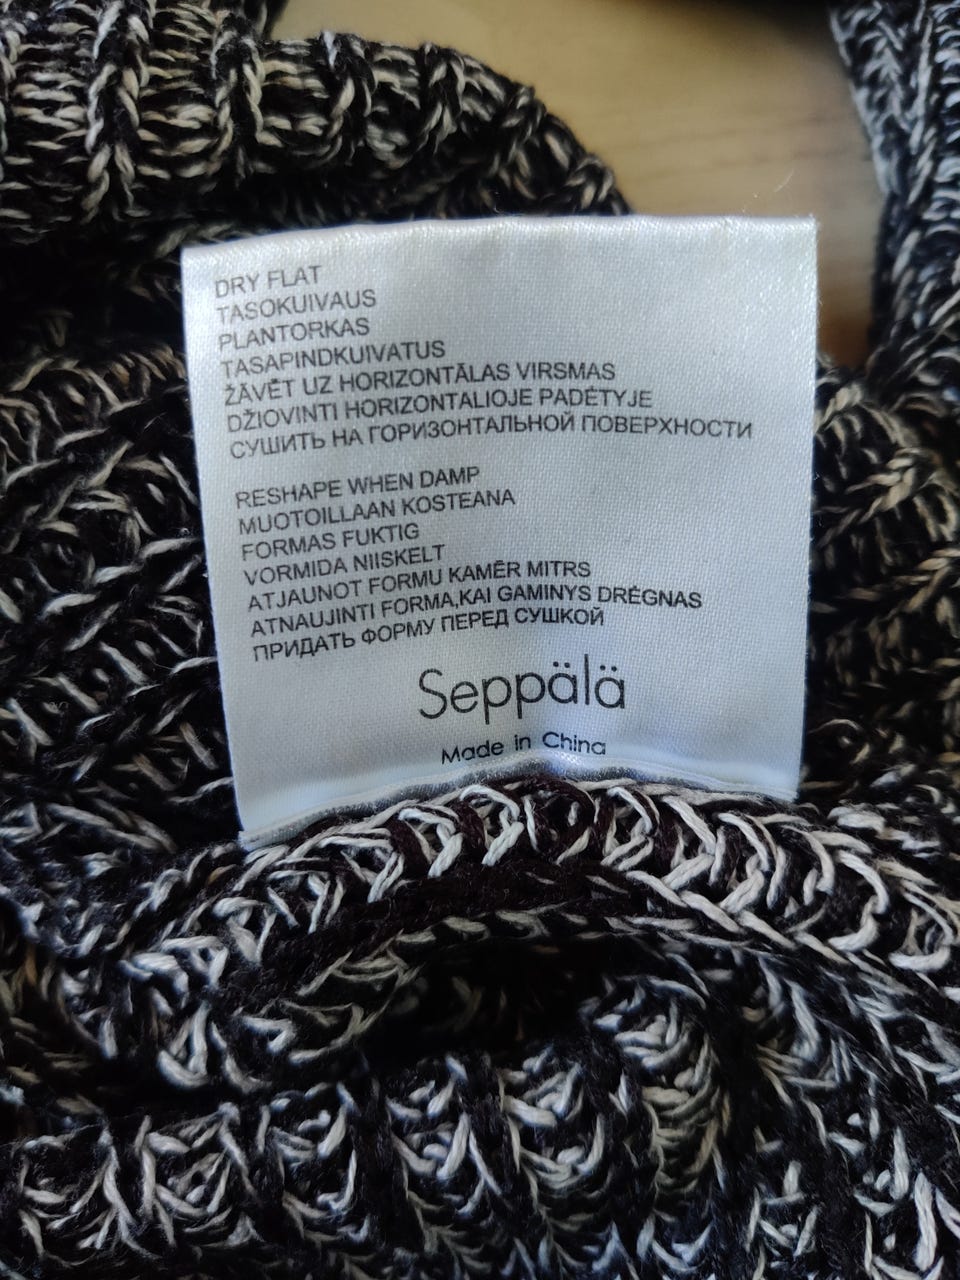 DRY FLAT
TASOKUIVAUS
PLANTORKAS
TASAPINDKUIVATUS
ŽĀVĒT UZ HORIZONTĀLAS VIRSMAS
DŽIOVINTI HORIZONTALIOJE PADĖTYJE
СУШИТЬ НА ГОРИЗОНТАЛЬНОЙ ПОВЕРХНОСТИ
RESHAPE WHEN DAMP
MUOTOILLAAN KOSTEANA
FORMAS FUKTIG
VORMIDA NIISKELT
ATJAUNOT FORMU KAMĒR MITRS
ATNAUJINTI FORMA,KAI GAMINYS DRĖGNAS
ПРИДАТЬ ФОРМУ ПЕРЕД СУШКОЙ
Seppälä
Made in China